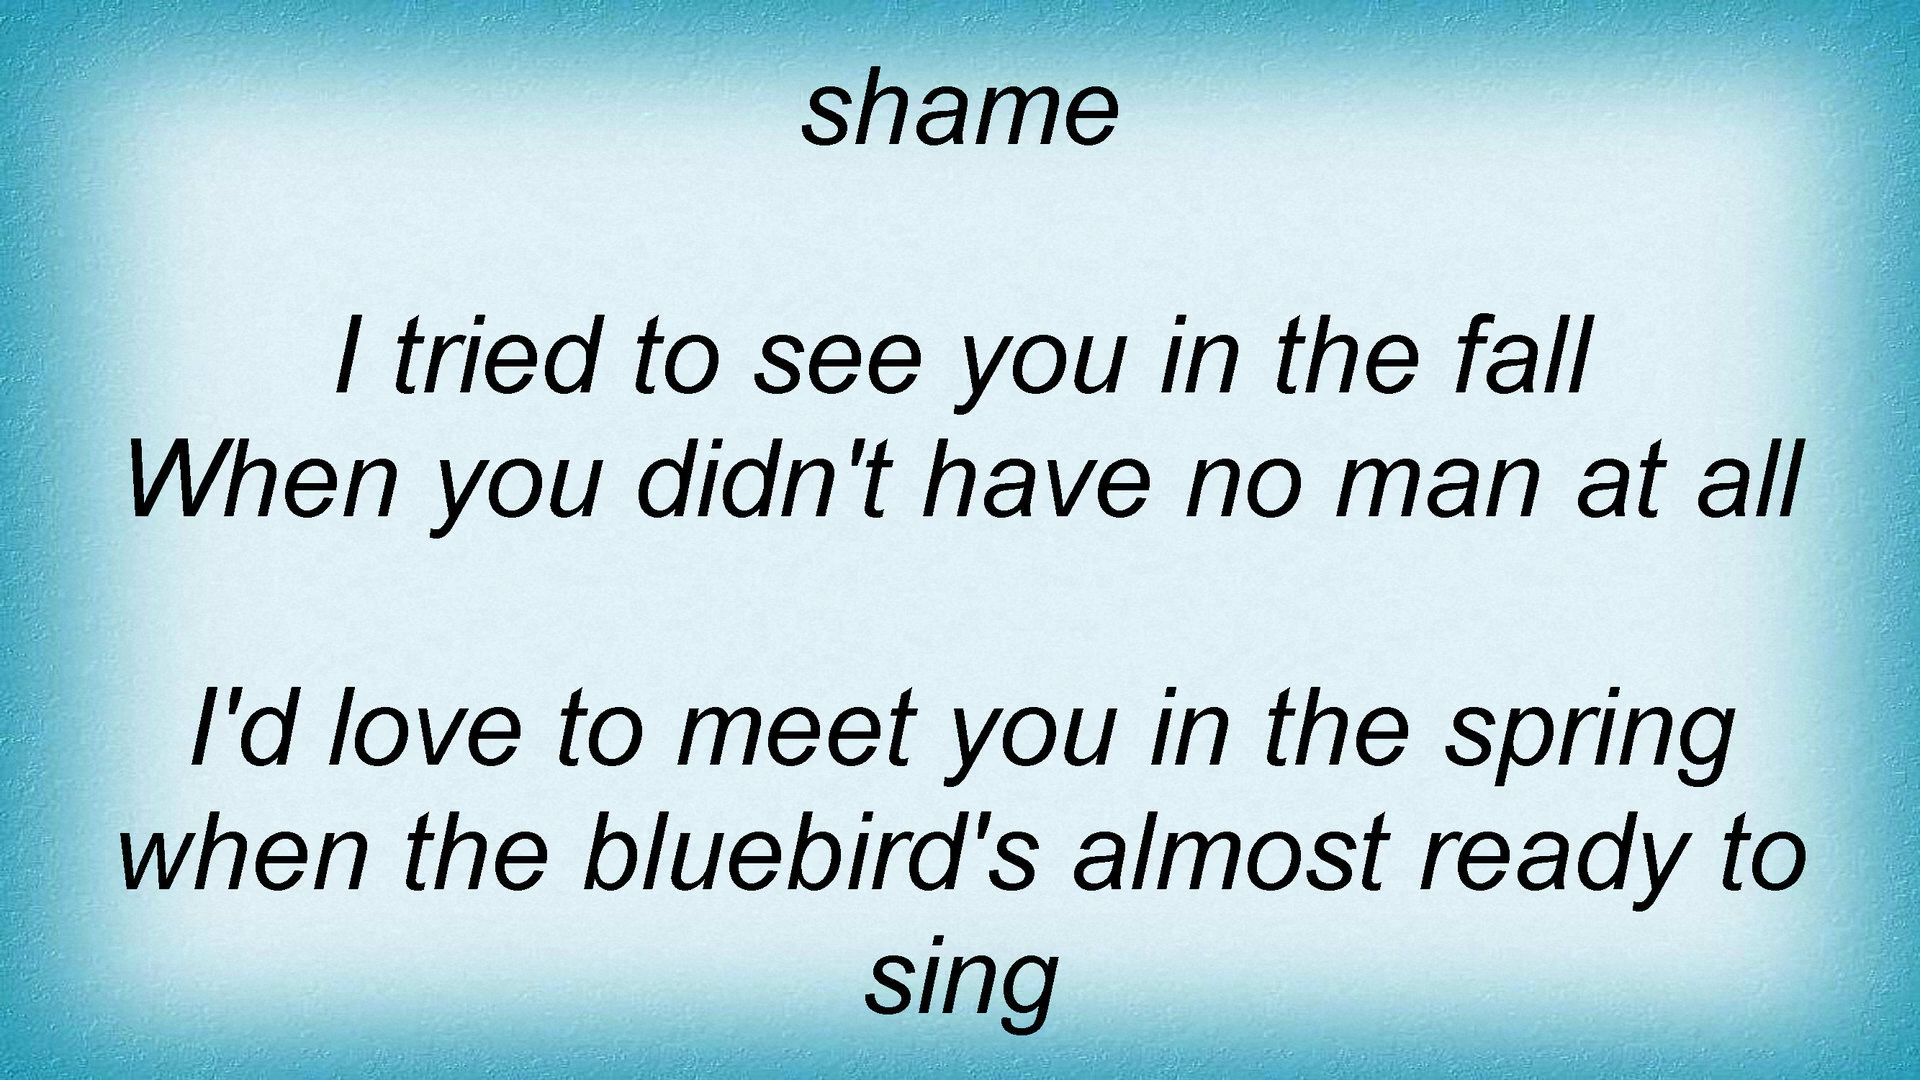 shame
I tried to see you in the fall
When you didn't have no man at all
I'd love to meet you in the spring
when the bluebird's almost ready to
sing